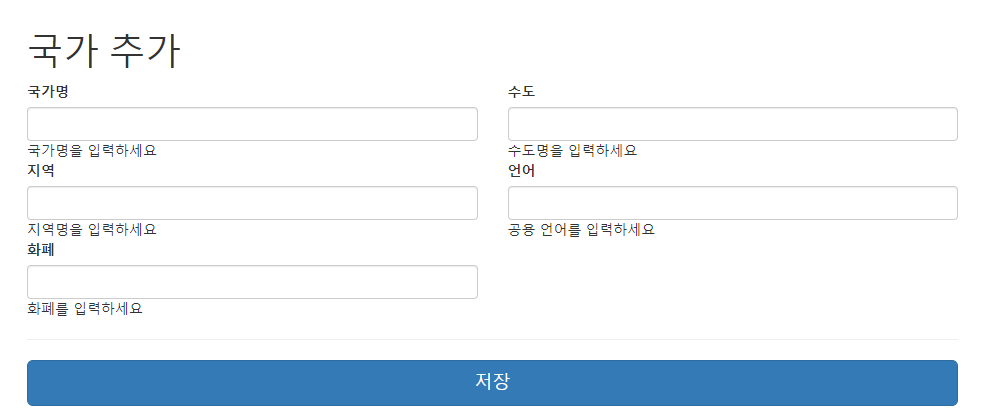 국가 추가
국가명
수도
국가명을 입력하세요
수도명을 입력하세요
지역
언어
지역명을 입력하세요
공용 언어를 입력하세요
화폐
화폐를 입력하세요
저장